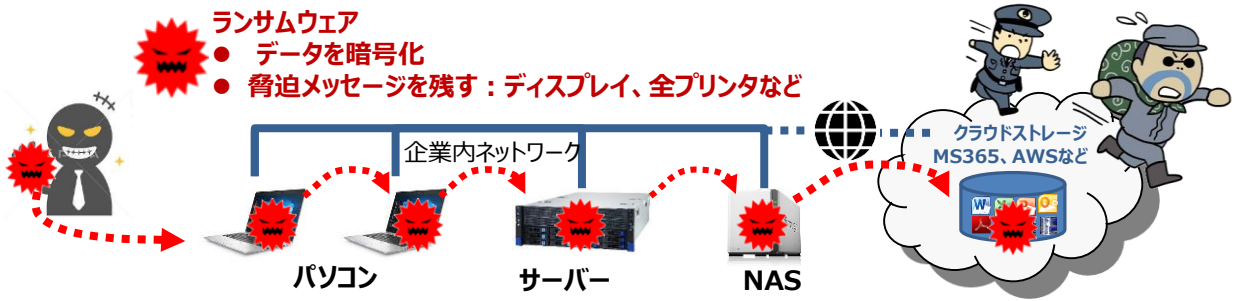 ランサムウェア
● データを暗号化
● 脅迫メッセージを残す：ディスプレイ、全プリンタなど
企業内ネットワーク
クラウドストレージ
MS365、AWSなど
パソコン
サーバー
NAS